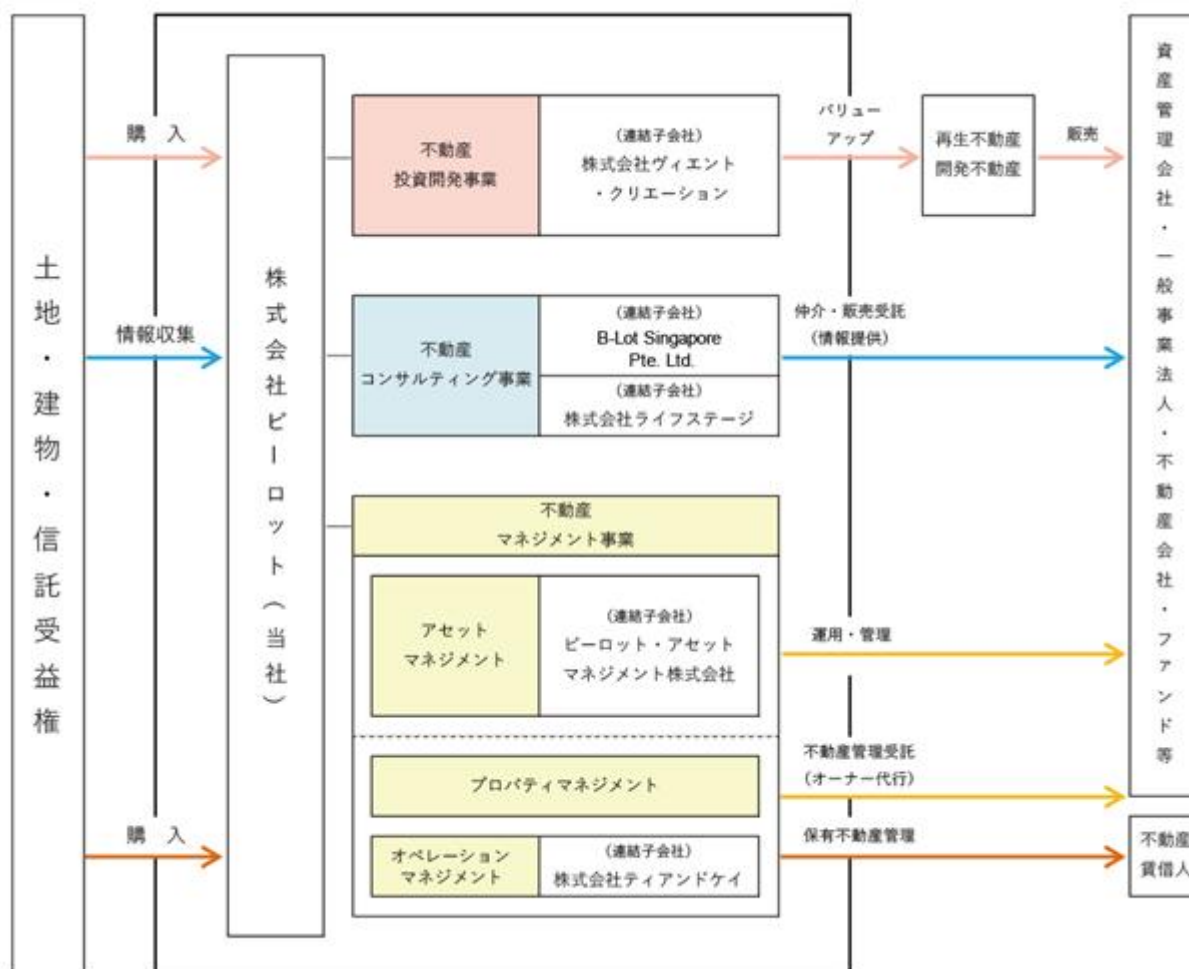 土地・建物・信託受益権
購　入
情報収集
購　入
株式会社ビーロット（当社）
不動産
投資開発事業
（連結子会社）
株式会社ヴィエント
・クリエーション
バリュー
アップ
再生不動産
開発不動産
販売
不動産
コンサルティング事業
（連結子会社）
B-Lot Singapore
Pte. Ltd.
（連結子会社）
株式会社ライフステージ
仲介・販売受託
（情報提供）
不動産
マネジメント事業
アセット
マネジメント
（連結子会社）
ビーロット・アセット
マネジメント株式会社
運用・管理
プロパティマネジメント
不動産管理受託
（オーナー代行）
オペレーション
マネジメント
（連結子会社）
株式会社ティアンドケイ
保有不動産管理
資産管理会社・一般事業法人・不動産会社・ファンド等
不動産
賃借人